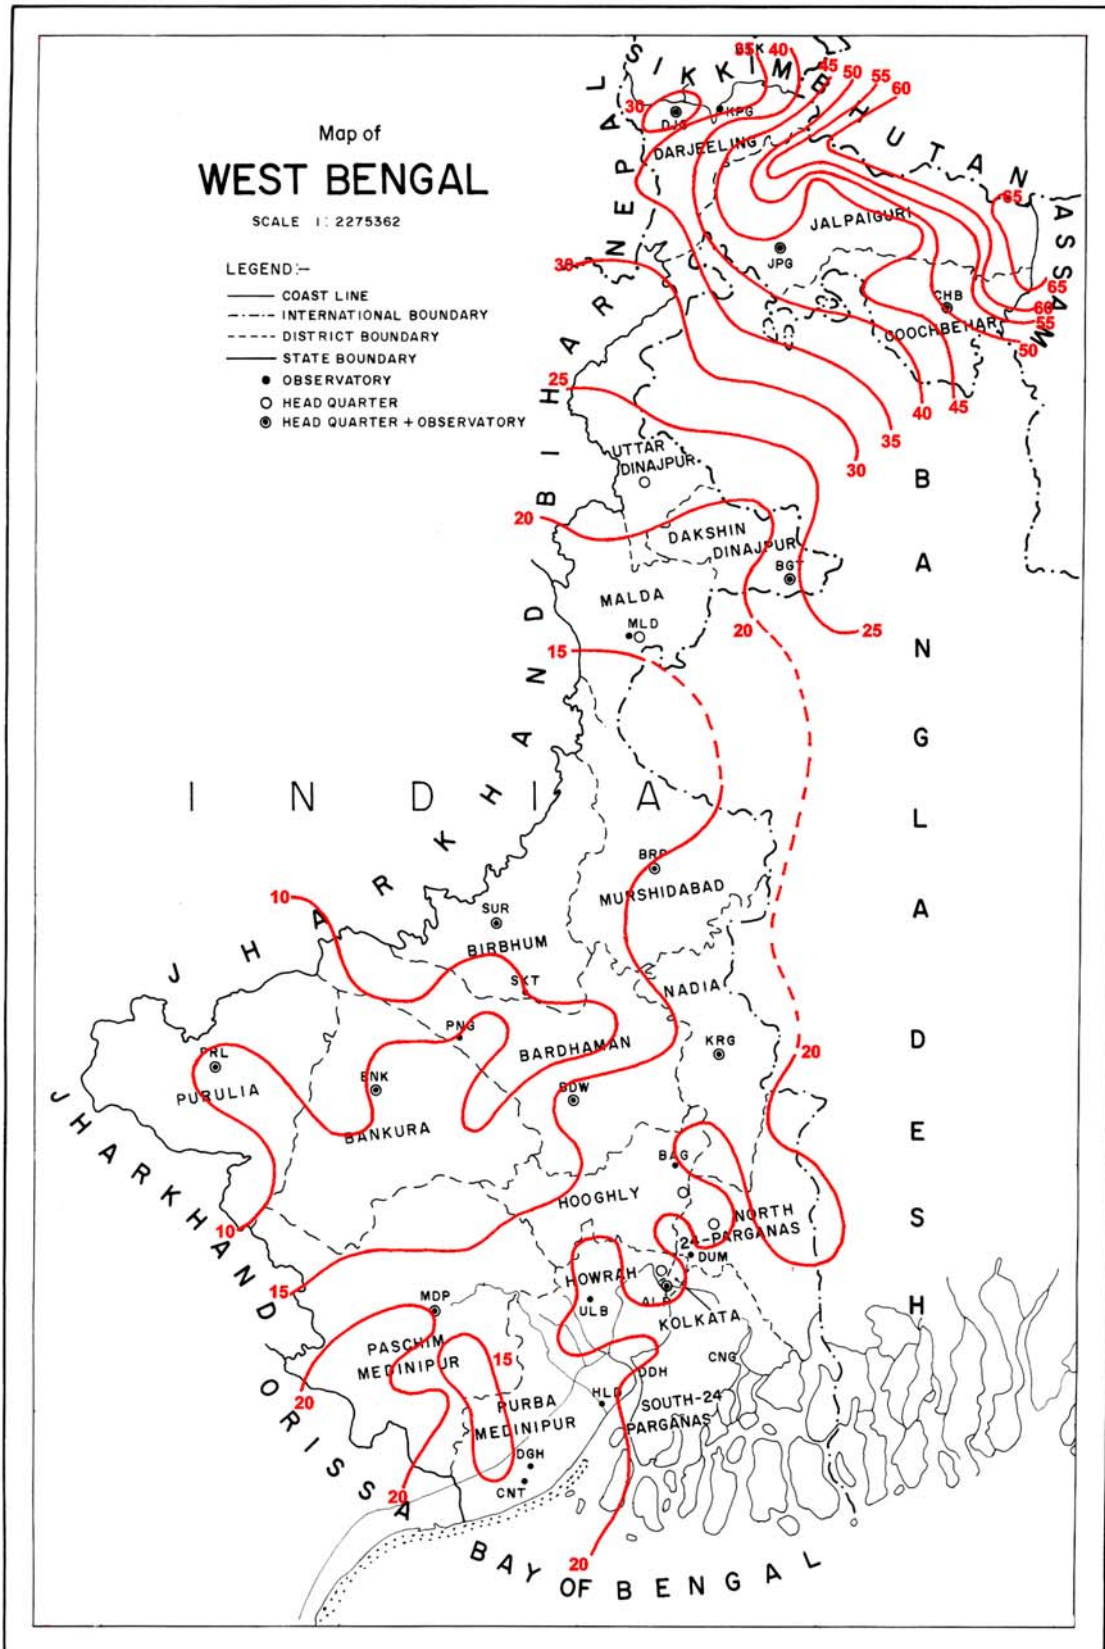 Map of
WEST BENGAL
SCALE 1: 2275362
LEGEND:—
COAST LINE
INTERNATIONAL BOUNDARY
DISTRICT BOUNDARY
STATE BOUNDARY
OBSERVATORY
HEAD QUARTER
HEAD QUARTER + OBSERVATORY
SIKKIM
NEPAL
BHUTAN
ASSAM
BIHAR
JHARKHAND
JHARKHAND
ORISSA
BANGLADESH
INDIA
BAY OF BENGAL
40
45
50
55
60
30
DJG
KPG
DARJEELING
65
JALPAIGURI
JPG
30
CHB
COOCHBEHAR
65
60
55
50
25
40
45
35
30
UTTAR
DINAJPUR
20
DAKSHIN
DINAJPUR
BGT
MALDA
MLD
20
25
15
BRP
MURSHIDABAD
10
SUR
BIRBHUM
SKT
NADIA
PNG
BARDHAMAN
KRG
20
PRL
PURULIA
BNK
BANKURA
BDW
BAG
HOOGHLY
NORTH
24-PARGANAS
10
DUM
15
HOWRAH
ALP
ULB
KOLKATA
MDP
PASCHIM
MEDINIPUR
15
CNG
DDH
20
HLD
PURBA
MEDINIPUR
SOUTH-24
PARGANAS
DGH
CNT
20
20